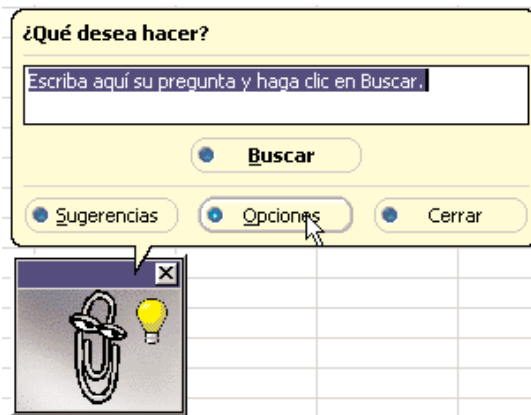 ¿Qué desea hacer?
Escriba aquí su pregunta y haga clic en Buscar.
Buscar
Sugerencias Opciones Cerrar